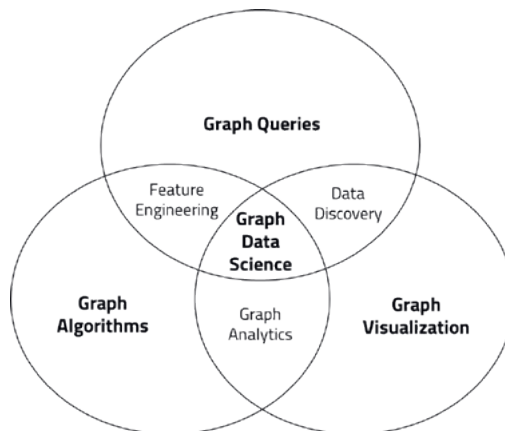 Graph Queries
Feature
Engineering
Data
Discovery
Graph
Data
Science
Graph
Algorithms
Graph
Analytics
Graph
Visualization